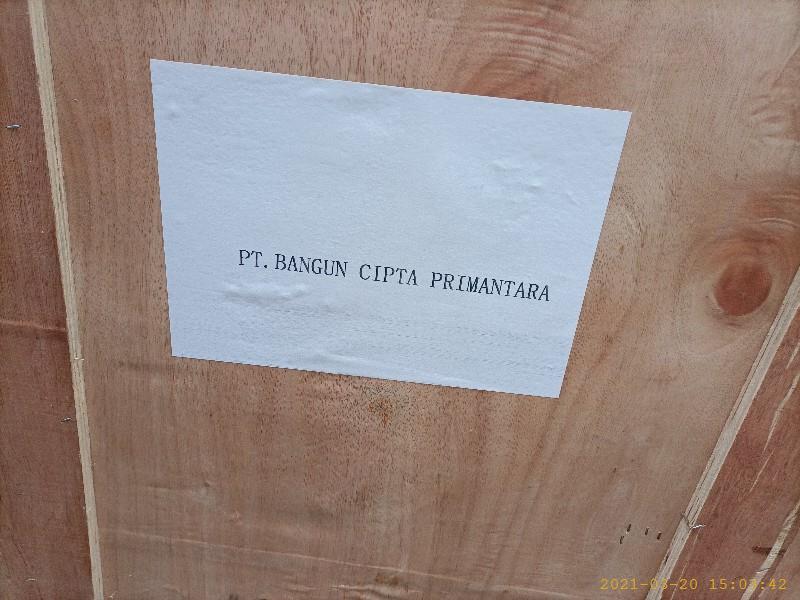 PT. BANGUN CIPTA PRIMANTARA
2021-03-20 15:03:42